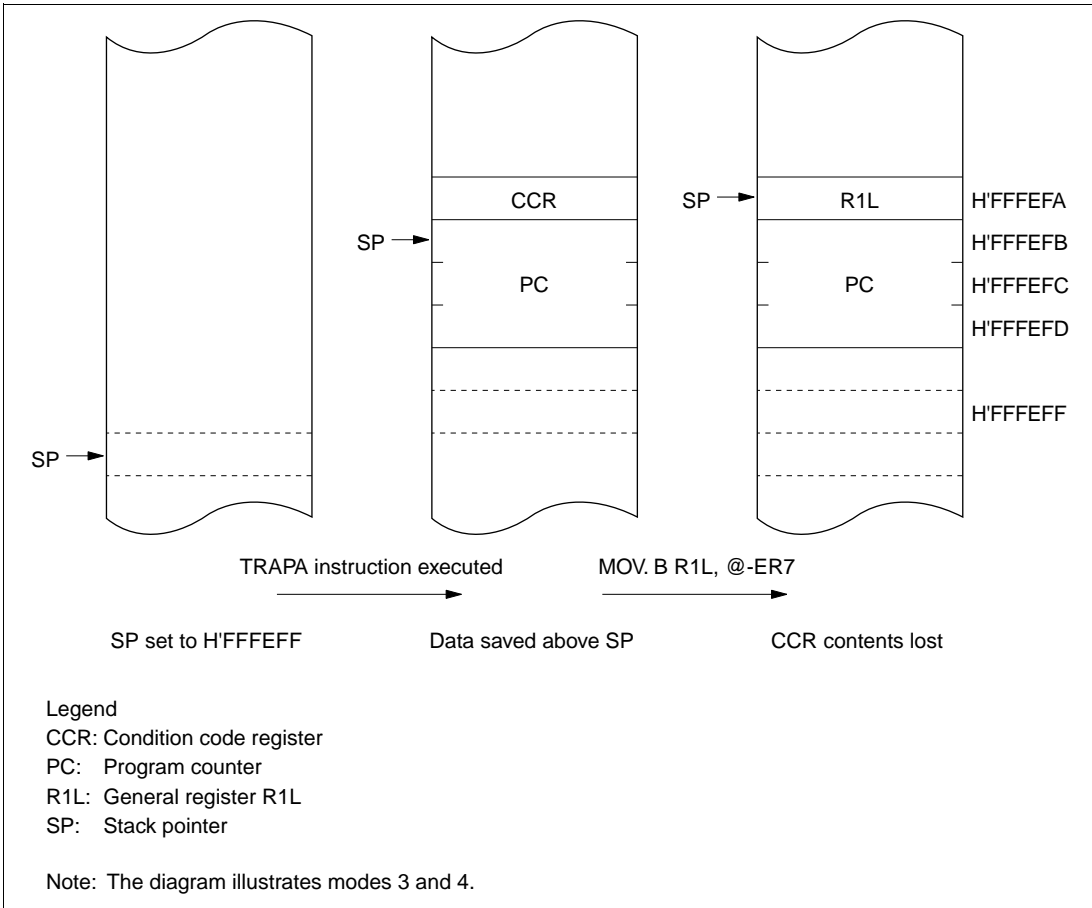 CCR
SP
R1L
H'FFFEFA
SP
H'FFFEFB
PC
PC
H'FFFEFC
H'FFFEFD
H'FFFEFF
SP
TRAPA instruction executed
MOV. B R1L, @-ER7
SP set to H'FFFEFF
Data saved above SP
CCR contents lost
Legend
CCR: Condition code register
PC: Program counter
R1L: General register R1L
SP: Stack pointer
Note: The diagram illustrates modes 3 and 4.